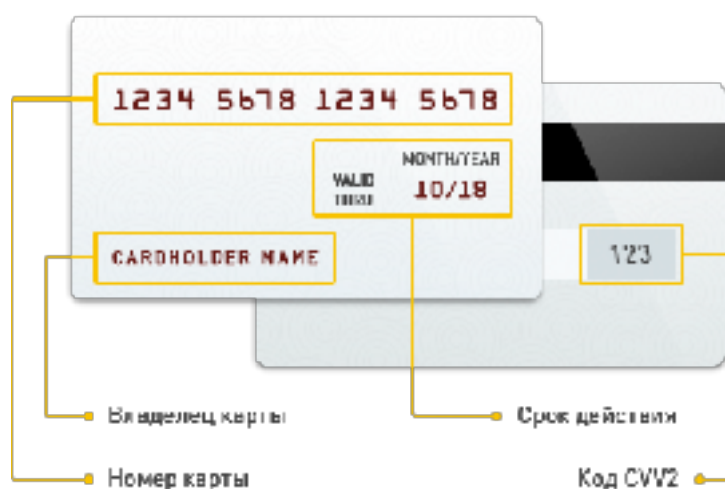 1234 5678 1234 5678
MONTH/YEAR
VALID
THRU
10/18
123
CARDHOLDER NAME
Владелец карты
Срок действия
Номер карты
Код CVV2